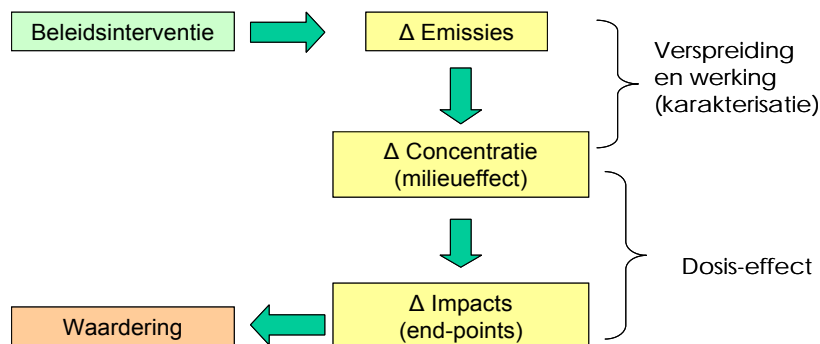 Beleidsinterventie
Δ Emissies
Verspreiding
en werking
(karakterisatie)
Δ Concentratie
(milieueffect)
Dosis-effect
Δ Impacts
(end-points)
Waardering